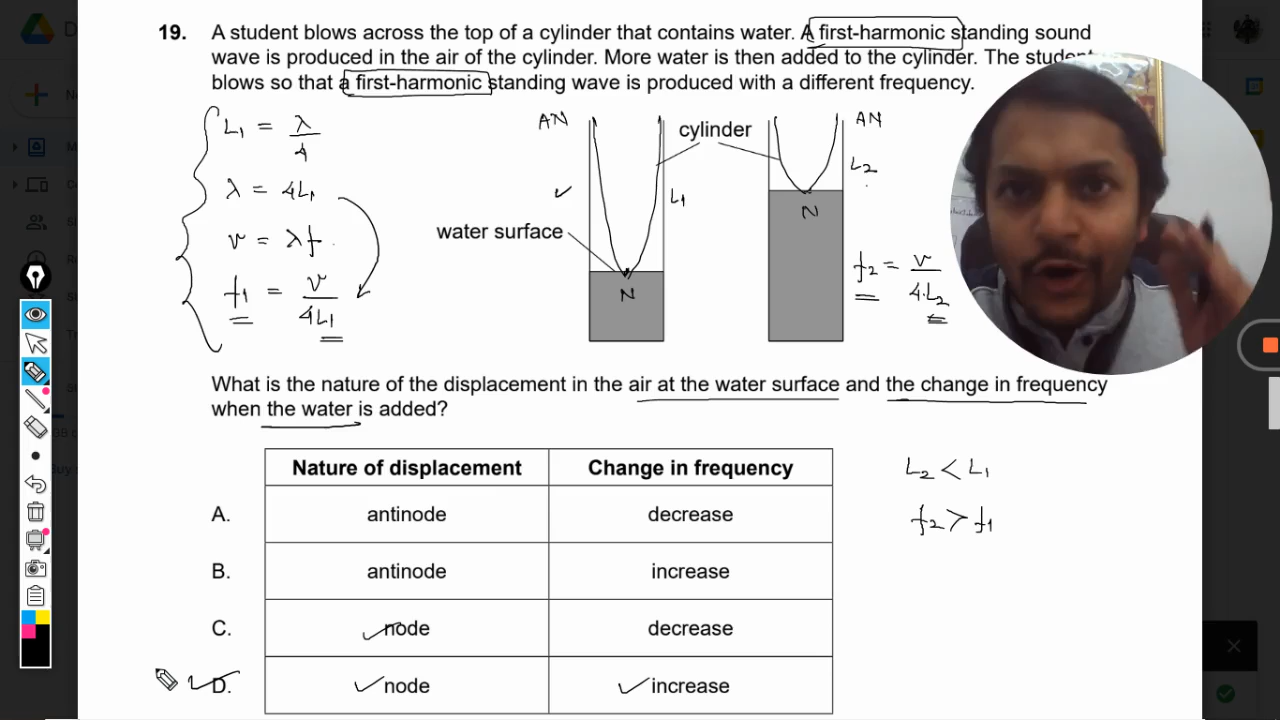 19. A student blows across the top of a cylinder that contains water. A first-harmonic standing sound
wave is produced in the air of the cylinder. More water is then added to the cylinder. The student
blows so that a first-harmonic standing wave is produced with a different frequency.
L1 = λ/4
λ = 4L1
v = λf
f1 = v/4L1
AN
cylinder
AN
L1
L2
water surface
N
N
f2 = v/4.L2
What is the nature of the displacement in the air at the water surface and the change in frequency
when the water is added?
Nature of displacement Change in frequency
A. antinode decrease
B. antinode increase
C. node decrease
D. node increase
L2 < L1
f2 > f1